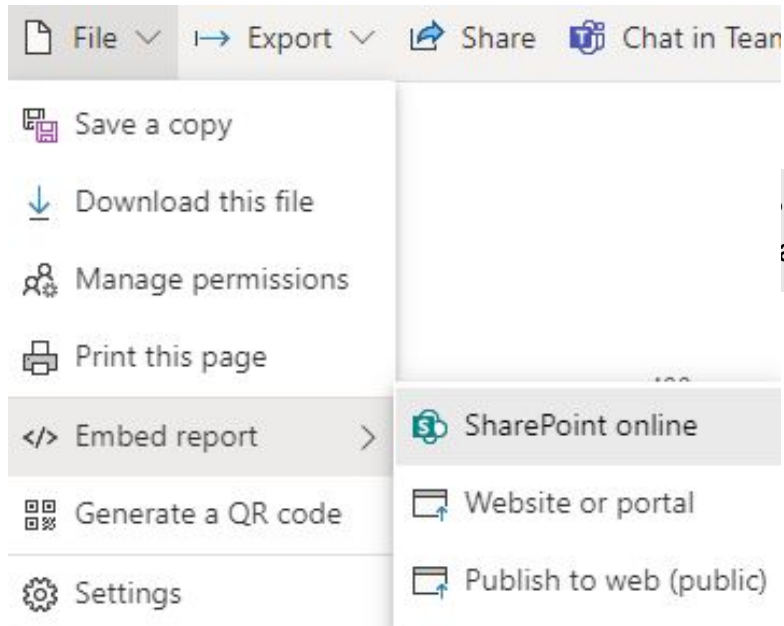 File Export Share Chat in Team
Save a copy
Download this file
Manage permissions
Print this page
Embed report
SharePoint online
Website or portal
Publish to web (public)
Generate a QR code
Settings